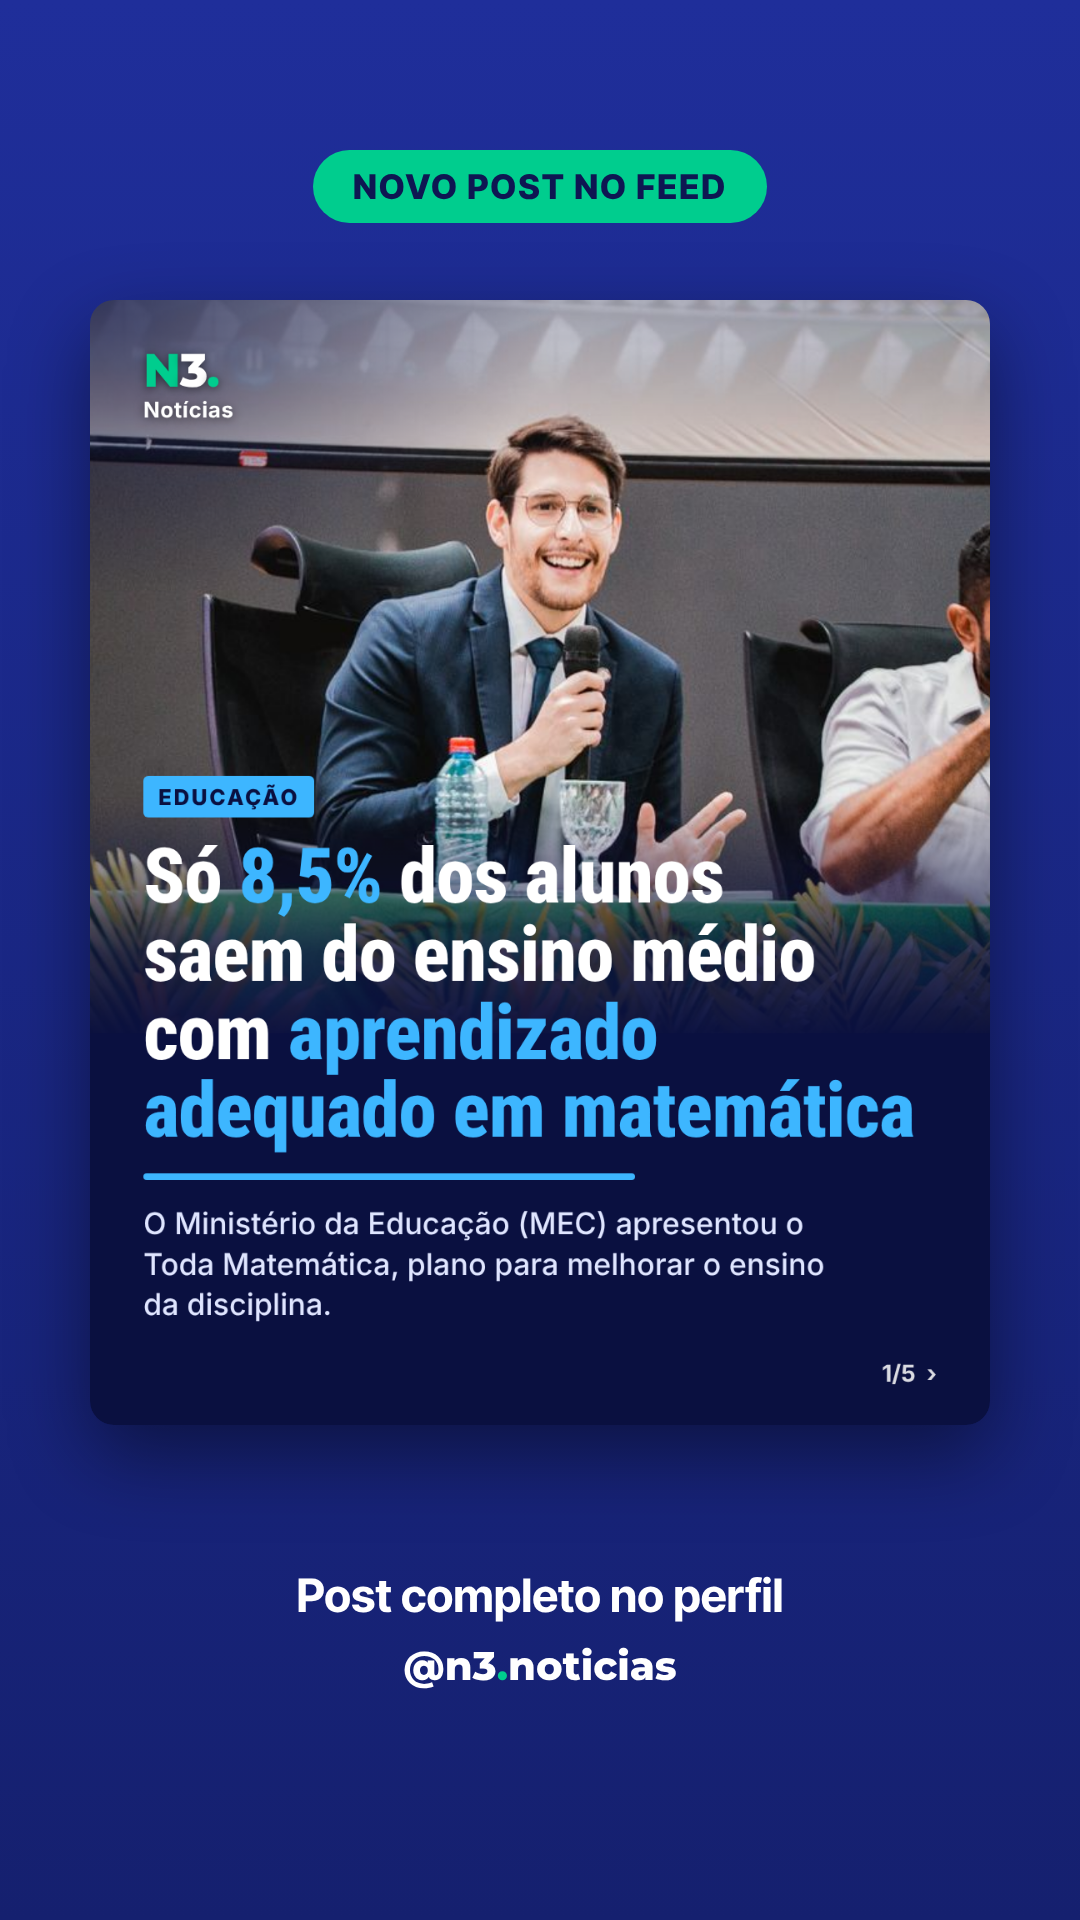 NOVO POST NO FEED
N3.
Notícias
EDUCAÇÃO
Só 8,5% dos alunos
saem do ensino médio
com aprendizado
adequado em matemática
O Ministério da Educação (MEC) apresentou o
Toda Matemática, plano para melhorar o ensino
da disciplina.
1/5 ›
Post completo no perfil
@n3.noticias